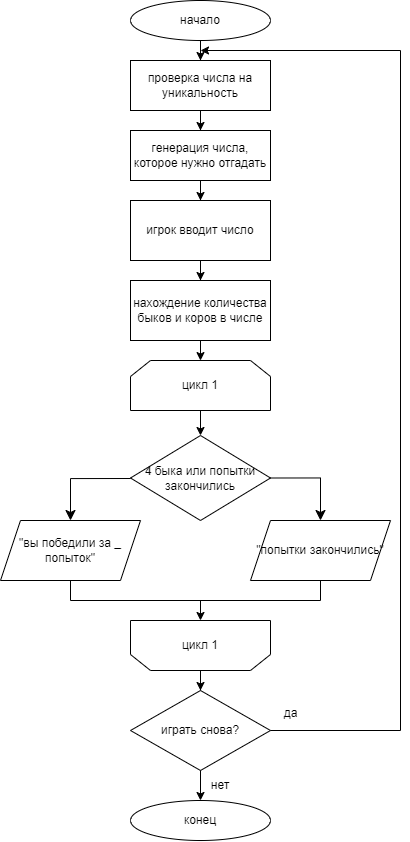 начало
проверка числа на
уникальность
генерация числа,
которое нужно отгадать
игрок вводит число
нахождение количества
быков и коров в числе
цикл 1
4 быка или попытки
закончились
"вы победили за _
попыток"
"попытки закончились"
цикл 1
играть снова?
да
нет
конец